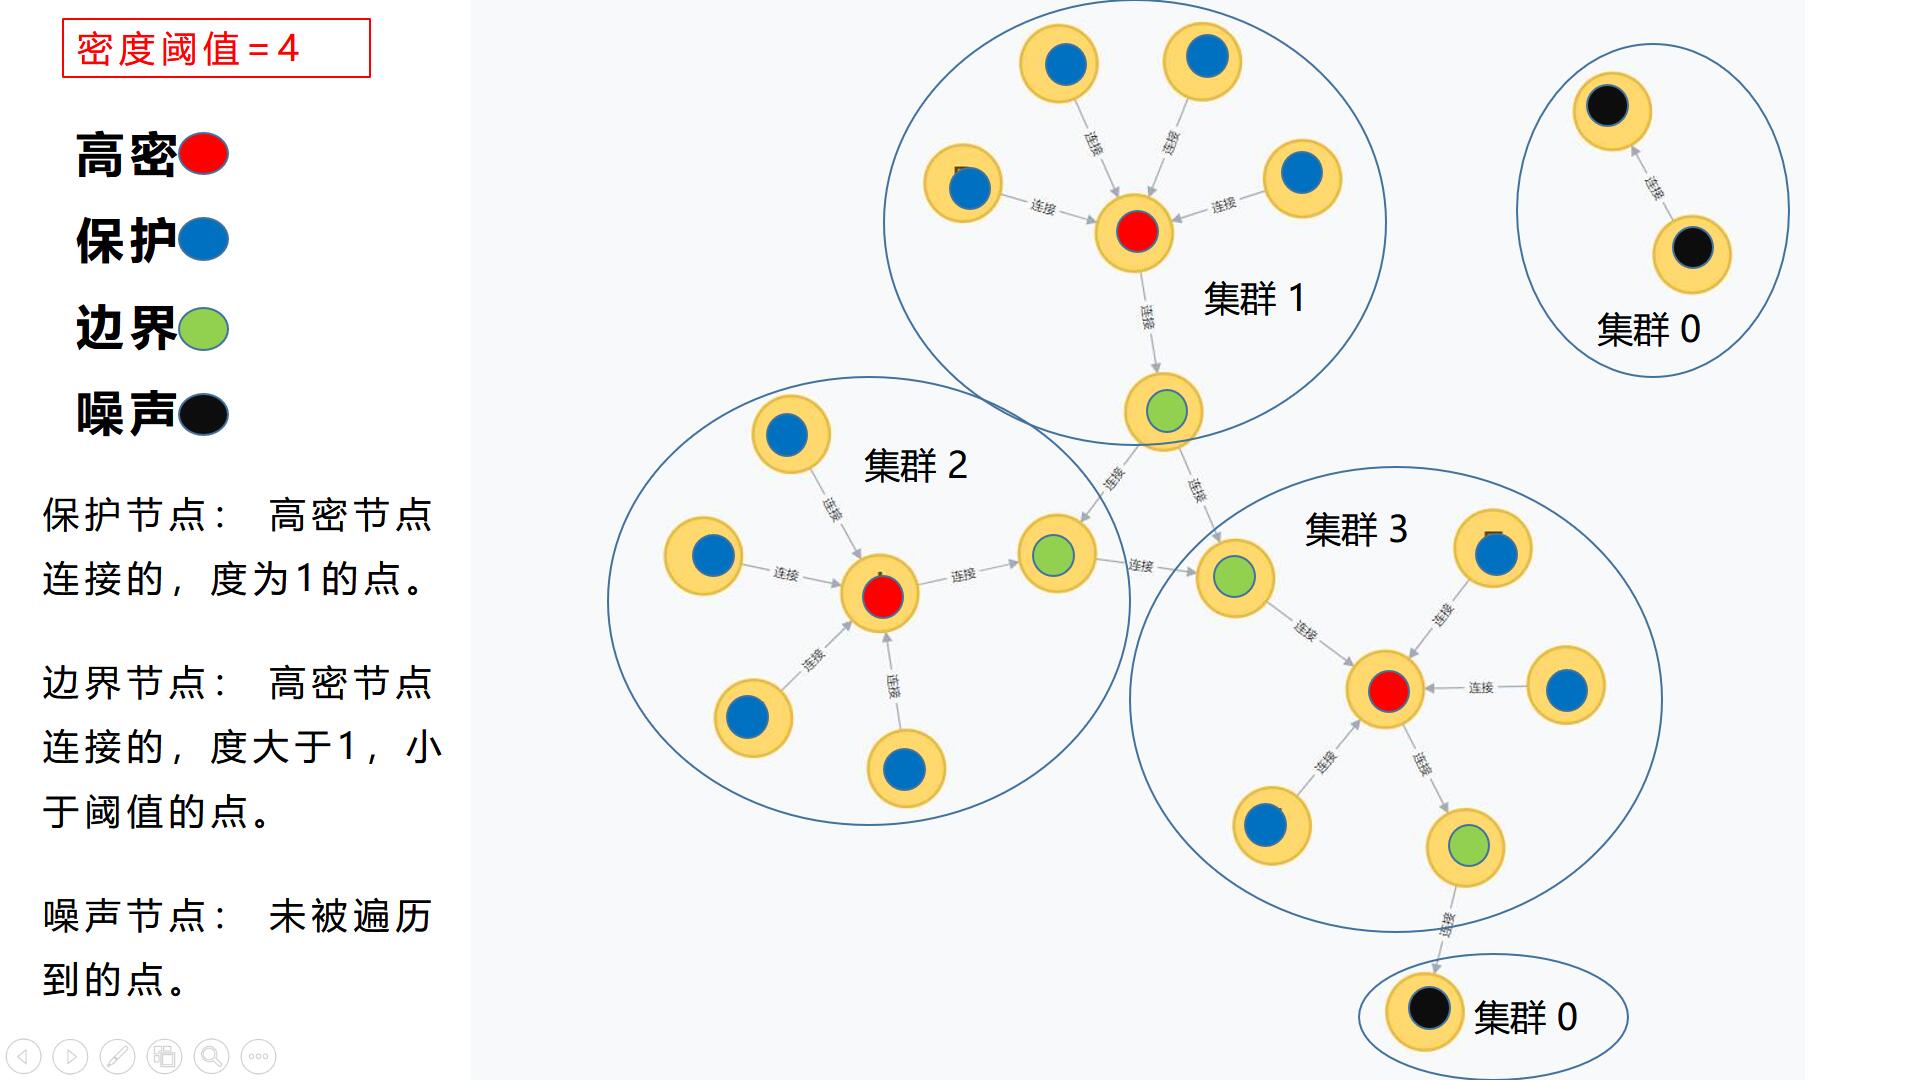 密度阈值=4
高密
保护
边界
噪声
保护节点： 高密节点
连接的，度为1的点。
边界节点： 高密节点
连接的，度大于1，小
于阈值的点。
噪声节点： 未被遍历
到的点。
连接
连接
连接
连接
集群 1
连接
连接
集群 0
集群 2
连接
连接
连接
连接
连接
连接
连接
连接
集群 3
连接
连接
连接
连接
连接
连接
集群 0